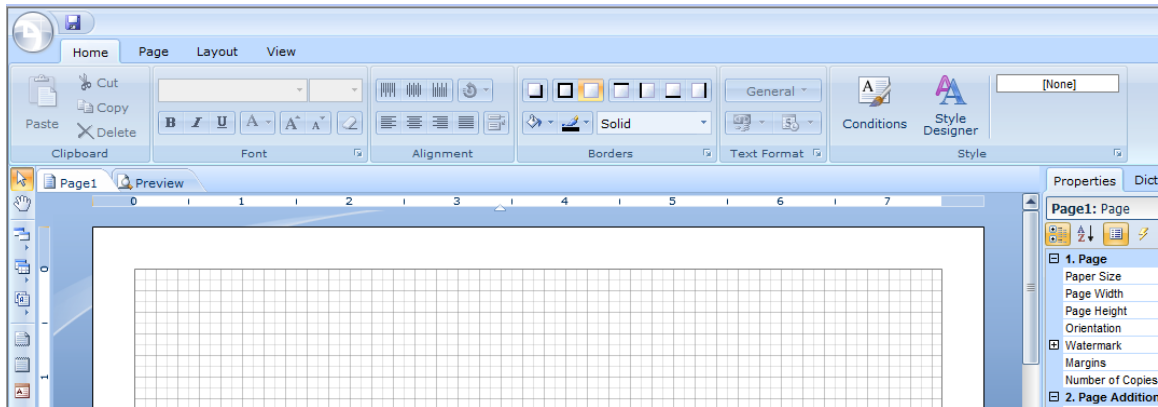 Home Page Layout View
Cut
Copy
Paste
Delete
Clipboard
B I U A A A
Font
Alignment
Solid
Borders
General
Text Format
A
Conditions
Style
Designer
[None]
Style
Page1 Preview
0 1 2 3 4 5 6 7
0
1
Properties Dict
Page1: Page
1. Page
Paper Size
Page Width
Page Height
Orientation
Watermark
Margins
Number of Copies
2. Page Addition